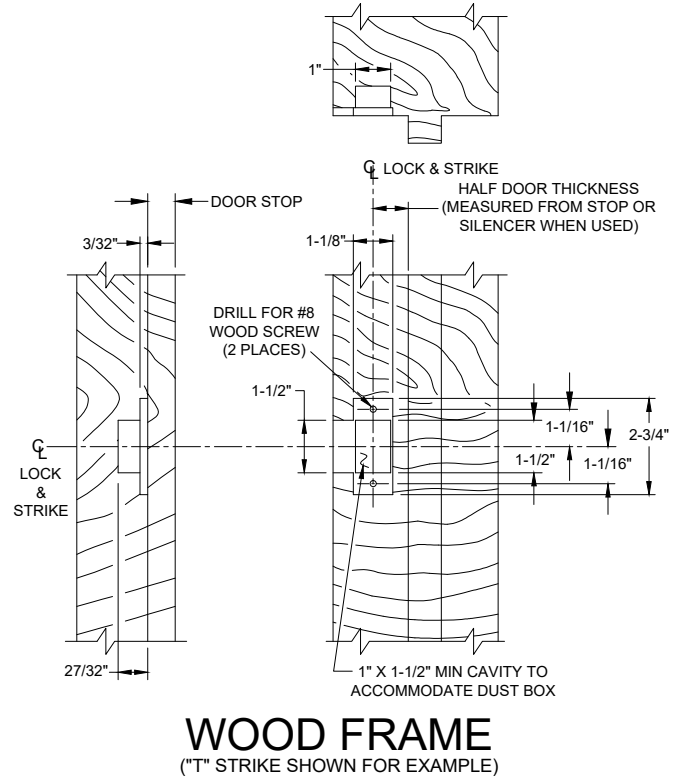 1"
℄ LOCK & STRIKE
HALF DOOR THICKNESS
(MEASURED FROM STOP OR
SILENCER WHEN USED)
DOOR STOP
3/32"
1-1/8"
DRILL FOR #8
WOOD SCREW
(2 PLACES)
1-1/2"
1-1/16"
2-3/4"
1-1/2"
1-1/16"
℄
LOCK
&
STRIKE
27/32"
1" X 1-1/2" MIN CAVITY TO
ACCOMMODATE DUST BOX
WOOD FRAME
("T" STRIKE SHOWN FOR EXAMPLE)